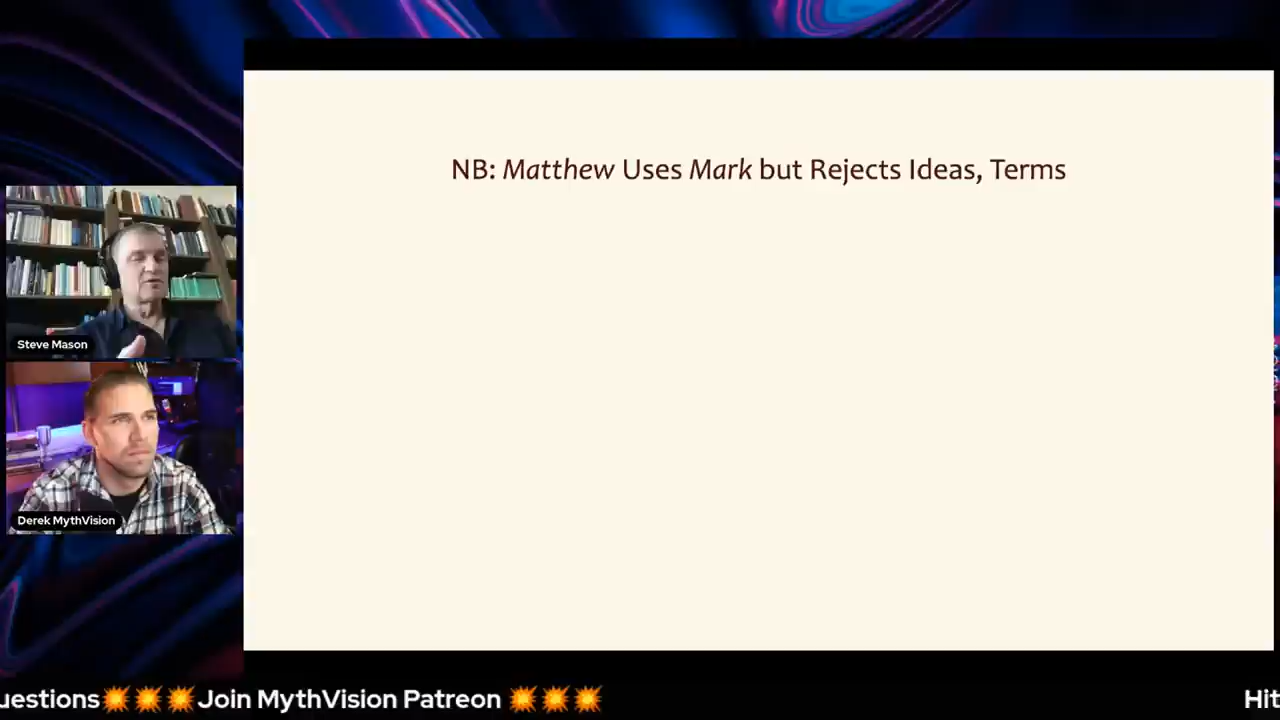 NB: Matthew Uses Mark but Rejects Ideas, Terms
Steve Mason
Derek MythVision
uestions💥💥💥Join MythVision Patreon 💥💥💥
Hit